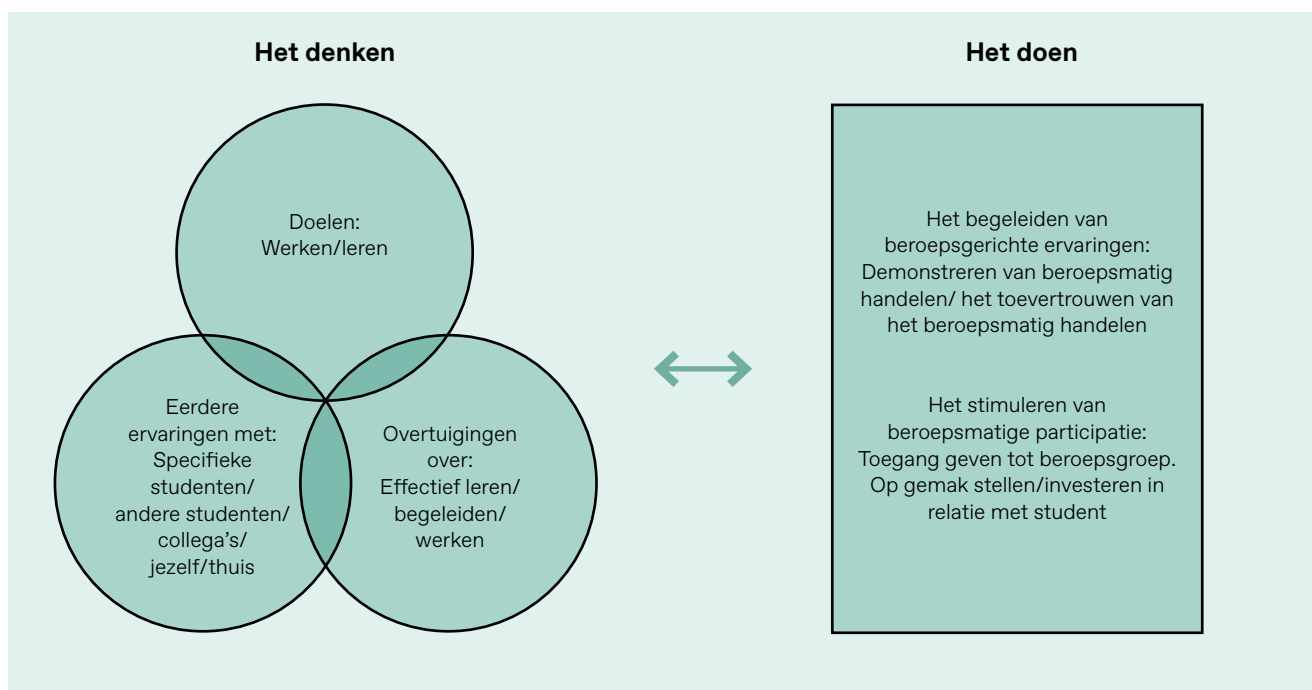 Het denken
Doelen:
Werken/leren
Eerdere
ervaringen met:
Specifieke
studenten/
andere studenten/
collega's/
jezelf/thuis
Overtuigingen
over:
Effectief leren/
begeleiden/
werken
Het doen
Het begeleiden van
beroepsgerichte ervaringen:
Demonstreren van beroepsmatig
handelen/ het toevertrouwen van
het beroepsmatig handelen
Het stimuleren van
beroepsmatige participatie:
Toegang geven tot beroepsgroep.
Op gemak stellen/investeren in
relatie met student